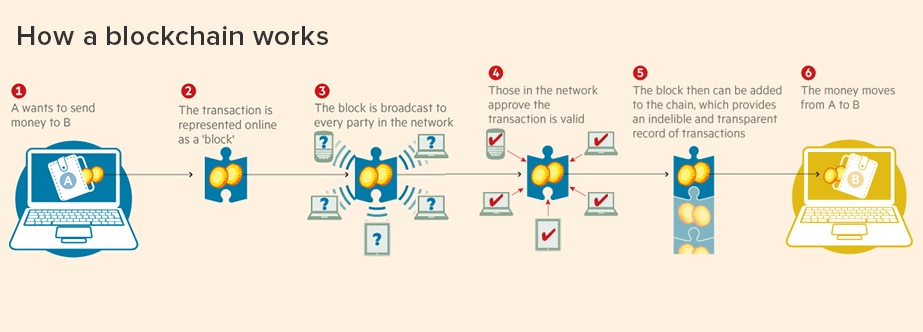 How a blockchain works
1
A wants to send
money to B
A
2
The transaction is
represented online
as a 'block'
3
The block is broadcast to
every party in the network
?
?
?
?
?
4
Those in the network
approve the
transaction is valid
5
The block then can be added
to the chain, which provides
an indelible and transparent
record of transactions
6
The money moves
from A to B
B